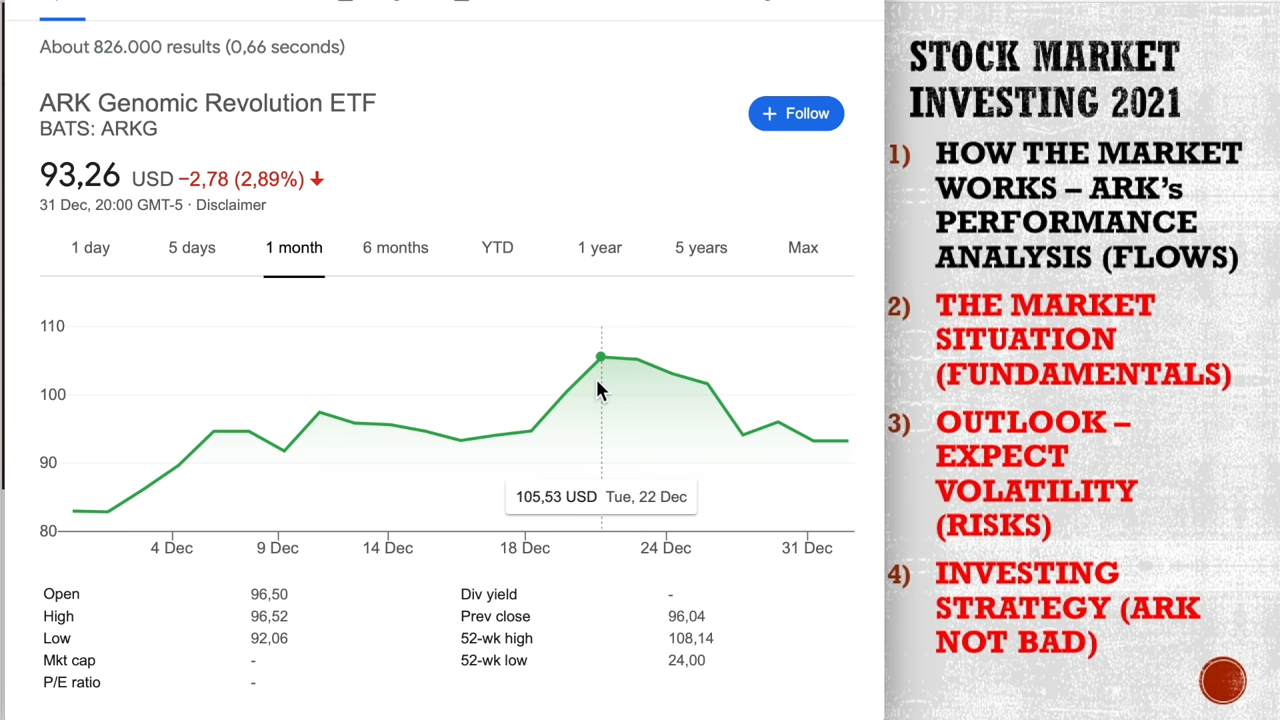 About 826.000 results (0,66 seconds)
ARK Genomic Revolution ETF
BATS: ARKG
+ Follow
93,26 USD −2,78 (2,89%) ↓
31 Dec, 20:00 GMT-5 · Disclaimer
1 day 5 days 1 month 6 months YTD 1 year 5 years Max
110
100
90
80
105,53 USD Tue, 22 Dec
4 Dec 9 Dec 14 Dec 18 Dec 24 Dec 31 Dec
Open 96,50 Div yield -
High 96,52 Prev close 96,04
Low 92,06 52-wk high 108,14
Mkt cap - 52-wk low 24,00
P/E ratio -
STOCK MARKET
INVESTING 2021
1) HOW THE MARKET
WORKS – ARK's
PERFORMANCE
ANALYSIS (FLOWS)
2) THE MARKET
SITUATION
(FUNDAMENTALS)
3) OUTLOOK –
EXPECT
VOLATILITY
(RISKS)
4) INVESTING
STRATEGY (ARK
NOT BAD)